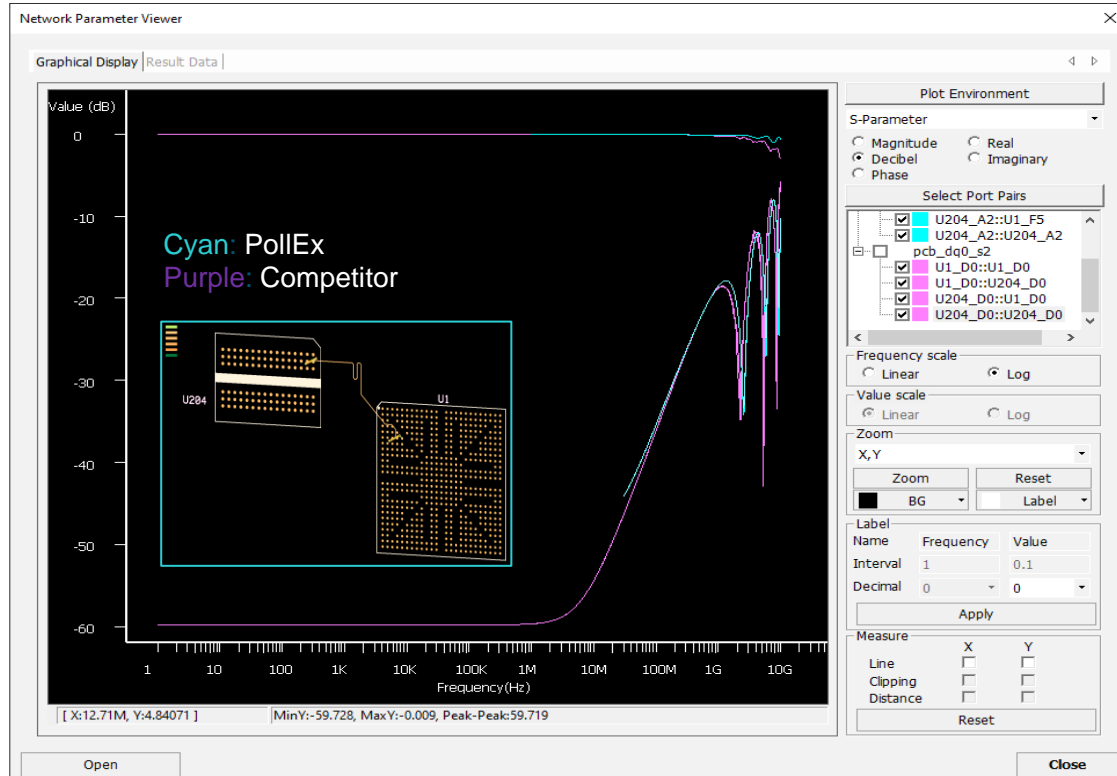 Network Parameter Viewer
Graphical Display Result Data
Value (dB)
0
-10
-20
-30
-40
-50
-60
Cyan: PollEx
Purple: Competitor
U204
U1
1 10 100 1K 10K 100K 1M 10M 100M 1G 10G
Frequency(Hz)
[ X:12.71M, Y:4.84071 ] MinY:-59.728, MaxY:-0.009, Peak-Peak:59.719
Plot Environment
S-Parameter
Magnitude Real
Decibel Imaginary
Phase
Select Port Pairs
U204_A2::U1_F5
U204_A2::U204_A2
pcb_dq0_s2
U1_D0::U1_D0
U1_D0::U204_D0
U204_D0::U1_D0
U204_D0::U204_D0
Frequency scale
Linear Log
Value scale
Linear Log
Zoom
X,Y
Zoom Reset
BG Label
Label
Name Frequency Value
Interval 1 0.1
Decimal 0 0
Apply
Measure
X Y
Line
Clipping
Distance
Reset
Open Close